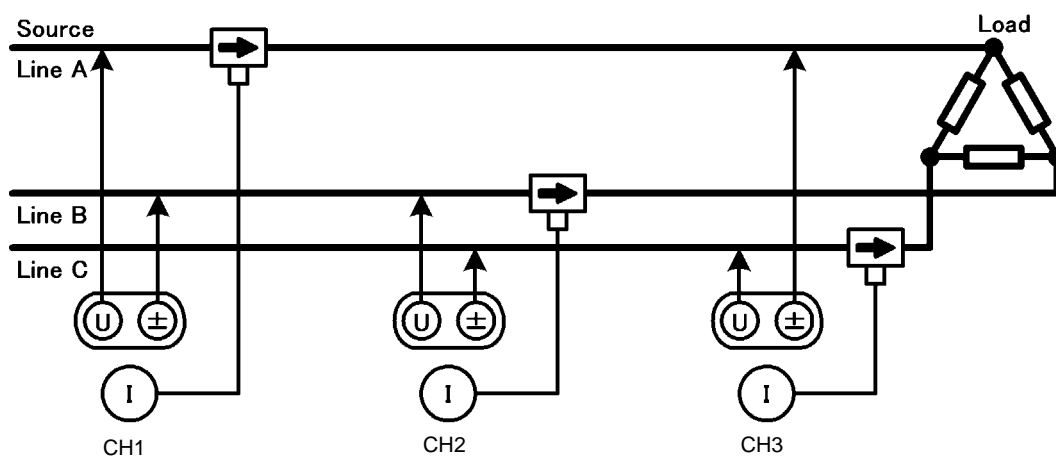 Source
Load
Line A
Line B
Line C
U ± U ± U ±
I I I
CH1 CH2 CH3